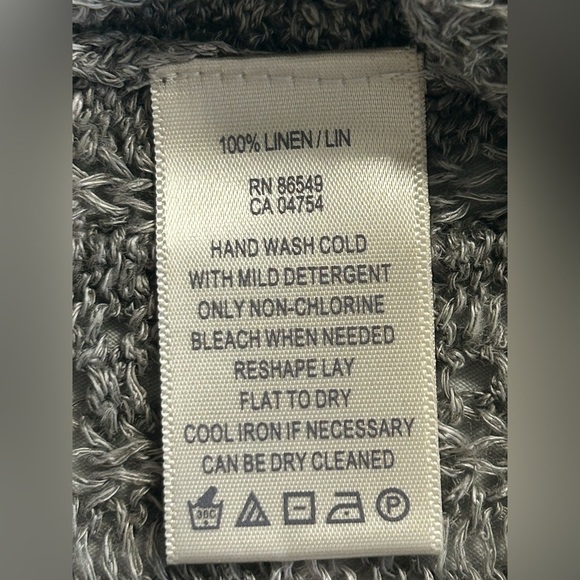 100% LINEN / LIN
RN 86549
CA 04754
HAND WASH COLD
WITH MILD DETERGENT
ONLY NON-CHLORINE
BLEACH WHEN NEEDED
RESHAPE LAY
FLAT TO DRY
COOL IRON IF NECESSARY
CAN BE DRY CLEANED
30C P